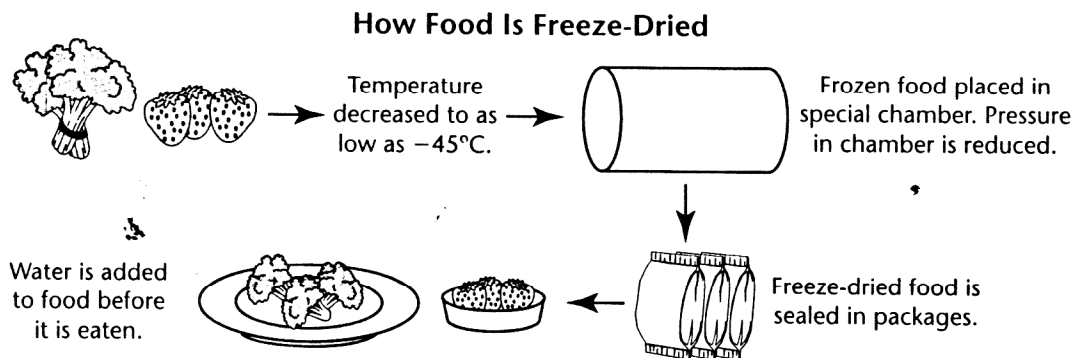 How Food Is Freeze-Dried
Temperature
decreased to as
low as −45°C.
Frozen food placed in
special chamber. Pressure
in chamber is reduced.
Freeze-dried food is
sealed in packages.
Water is added
to food before
it is eaten.